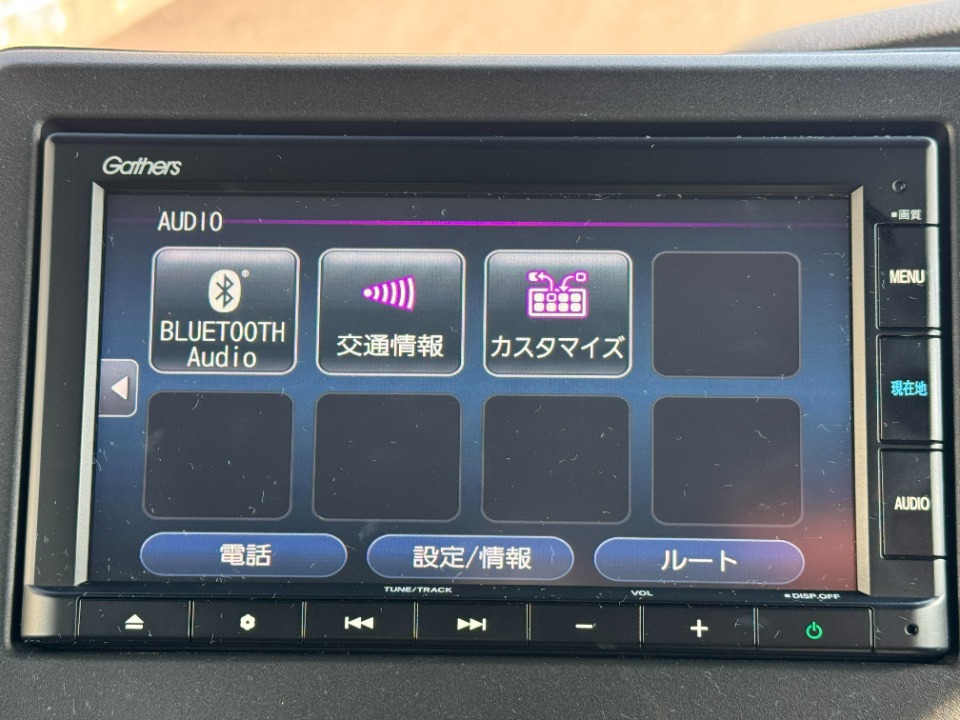 Gathers
AUDIO
画質
BLUETOOTH
Audio
交通情報
カスタマイズ
MENU
現在地
AUDIO
電話
設定/情報
ルート
TUNE/TRACK
VOL
DISP.OFF